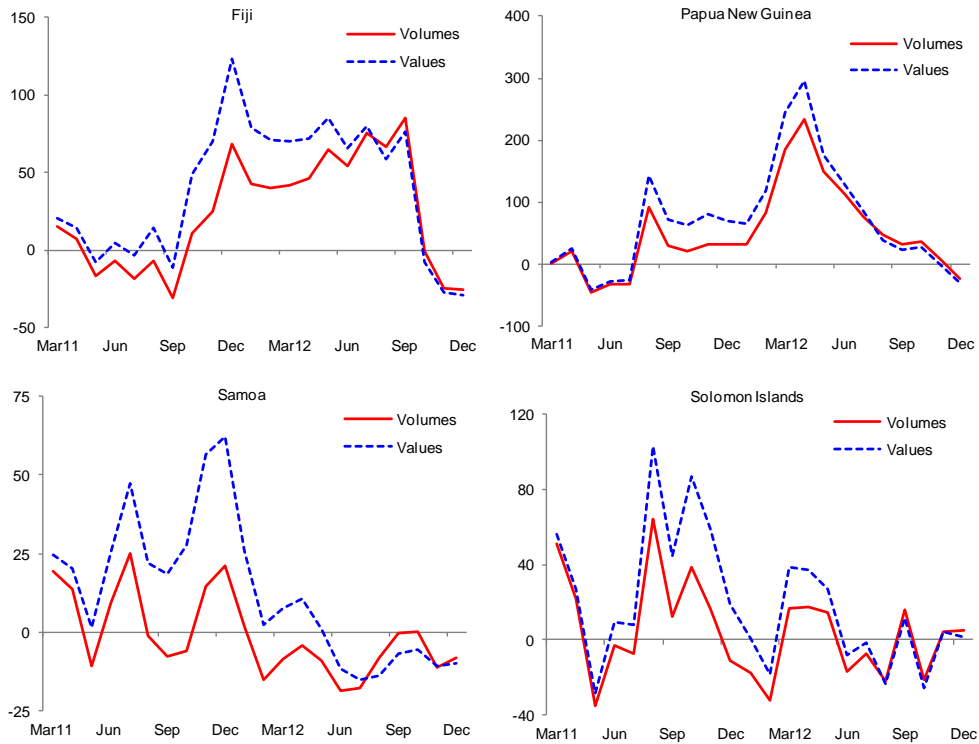 Fiji
Volumes
Values
150
100
50
0
-50
Mar11 Jun Sep Dec Mar12 Jun Sep Dec
Papua New Guinea
Volumes
Values
400
300
200
100
0
-100
Mar11 Jun Sep Dec Mar12 Jun Sep Dec
Samoa
Volumes
Values
75
50
25
0
-25
Mar11 Jun Sep Dec Mar12 Jun Sep Dec
Solomon Islands
Volumes
Values
120
80
40
0
-40
Mar11 Jun Sep Dec Mar12 Jun Sep Dec